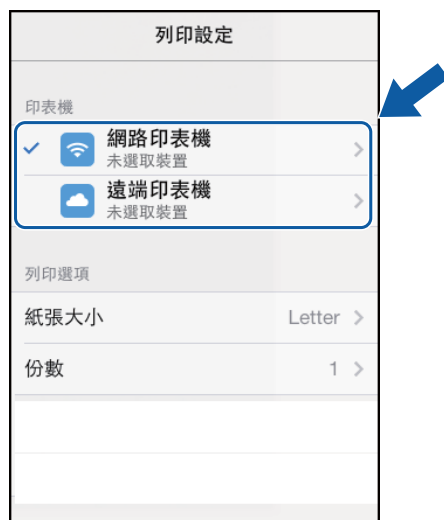 列印設定
印表機
網路印表機
未選取裝置
遠端印表機
未選取裝置
列印選項
紙張大小 Letter
份數 1